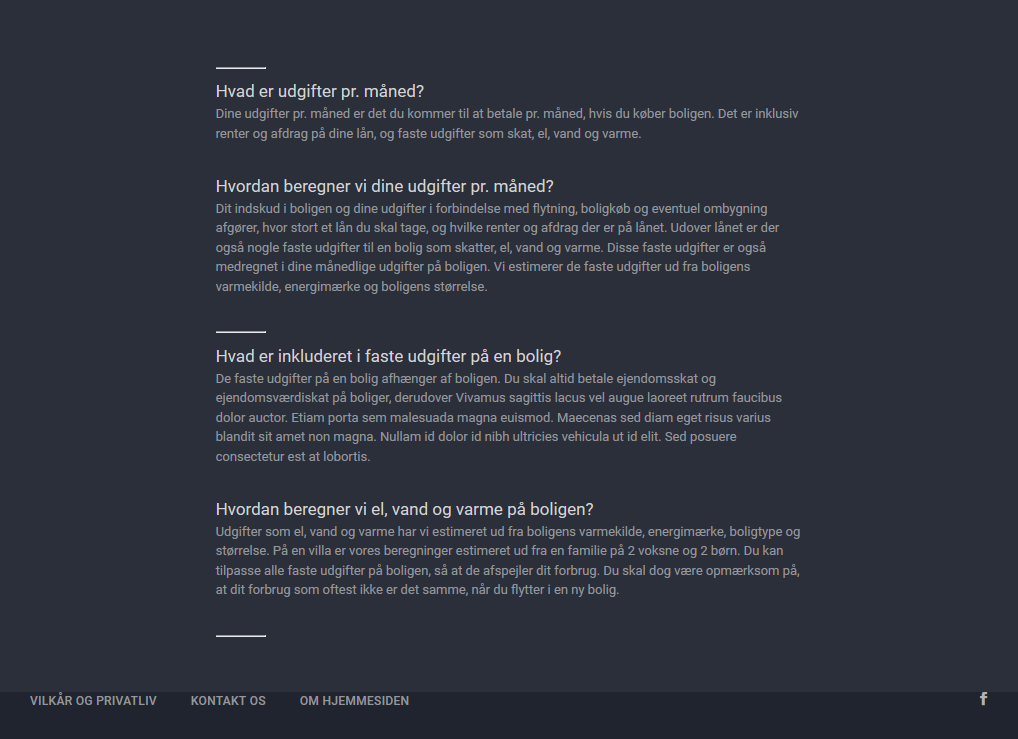 Hvad er udgifter pr. måned?
Dine udgifter pr. måned er det du kommer til at betale pr. måned, hvis du køber boligen. Det er inklusiv
renter og afdrag på dine lån, og faste udgifter som skat, el, vand og varme.
Hvordan beregner vi dine udgifter pr. måned?
Dit indskud i boligen og dine udgifter i forbindelse med flytning, boligkøb og eventuel ombygning
afgører, hvor stort et lån du skal tage, og hvilke renter og afdrag der er på lånet. Udover lånet er der
også nogle faste udgifter til en bolig som skatter, el, vand og varme. Disse faste udgifter er også
medregnet i dine månedlige udgifter på boligen. Vi estimerer de faste udgifter ud fra boligens
varmekilde, energimærke og boligens størrelse.
Hvad er inkluderet i faste udgifter på en bolig?
De faste udgifter på en bolig afhænger af boligen. Du skal altid betale ejendomsskat og
ejendomsværdiskat på boliger, derudover Vivamus sagittis lacus vel augue laoreet rutrum faucibus
dolor auctor. Etiam porta sem malesuada magna euismod. Maecenas sed diam eget risus varius
blandit sit amet non magna. Nullam id dolor id nibh ultricies vehicula ut id elit. Sed posuere
consectetur est at lobortis.
Hvordan beregner vi el, vand og varme på boligen?
Udgifter som el, vand og varme har vi estimeret ud fra boligens varmekilde, energimærke, boligtype og
størrelse. På en villa er vores beregninger estimeret ud fra en familie på 2 voksne og 2 børn. Du kan
tilpasse alle faste udgifter på boligen, så at de afspejler dit forbrug. Du skal dog være opmærksom på,
at dit forbrug som oftest ikke er det samme, når du flytter i en ny bolig.
VILKÅR OG PRIVATLIV KONTAKT OS OM HJEMMESIDEN f